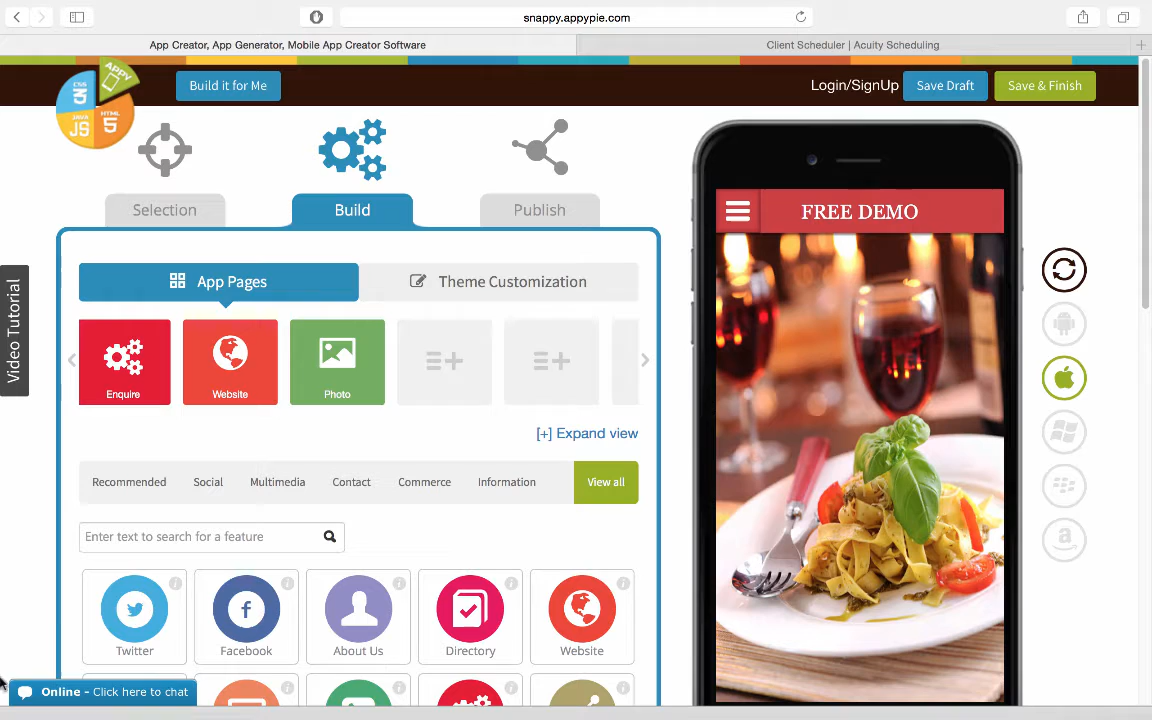 snappy.appypie.com
App Creator, App Generator, Mobile App Creator Software
Client Scheduler | Acuity Scheduling
CSS 3
APPY
JAVA JS
HTML 5
Build it for Me
Login/SignUp
Save Draft
Save & Finish
Selection
Build
Publish
FREE DEMO
App Pages
Theme Customization
Video Tutorial
Enquire
Website
Photo
[+] Expand view
Recommended
Social
Multimedia
Contact
Commerce
Information
View all
Enter text to search for a feature
Twitter
Facebook
About Us
Directory
Website
Online - Click here to chat